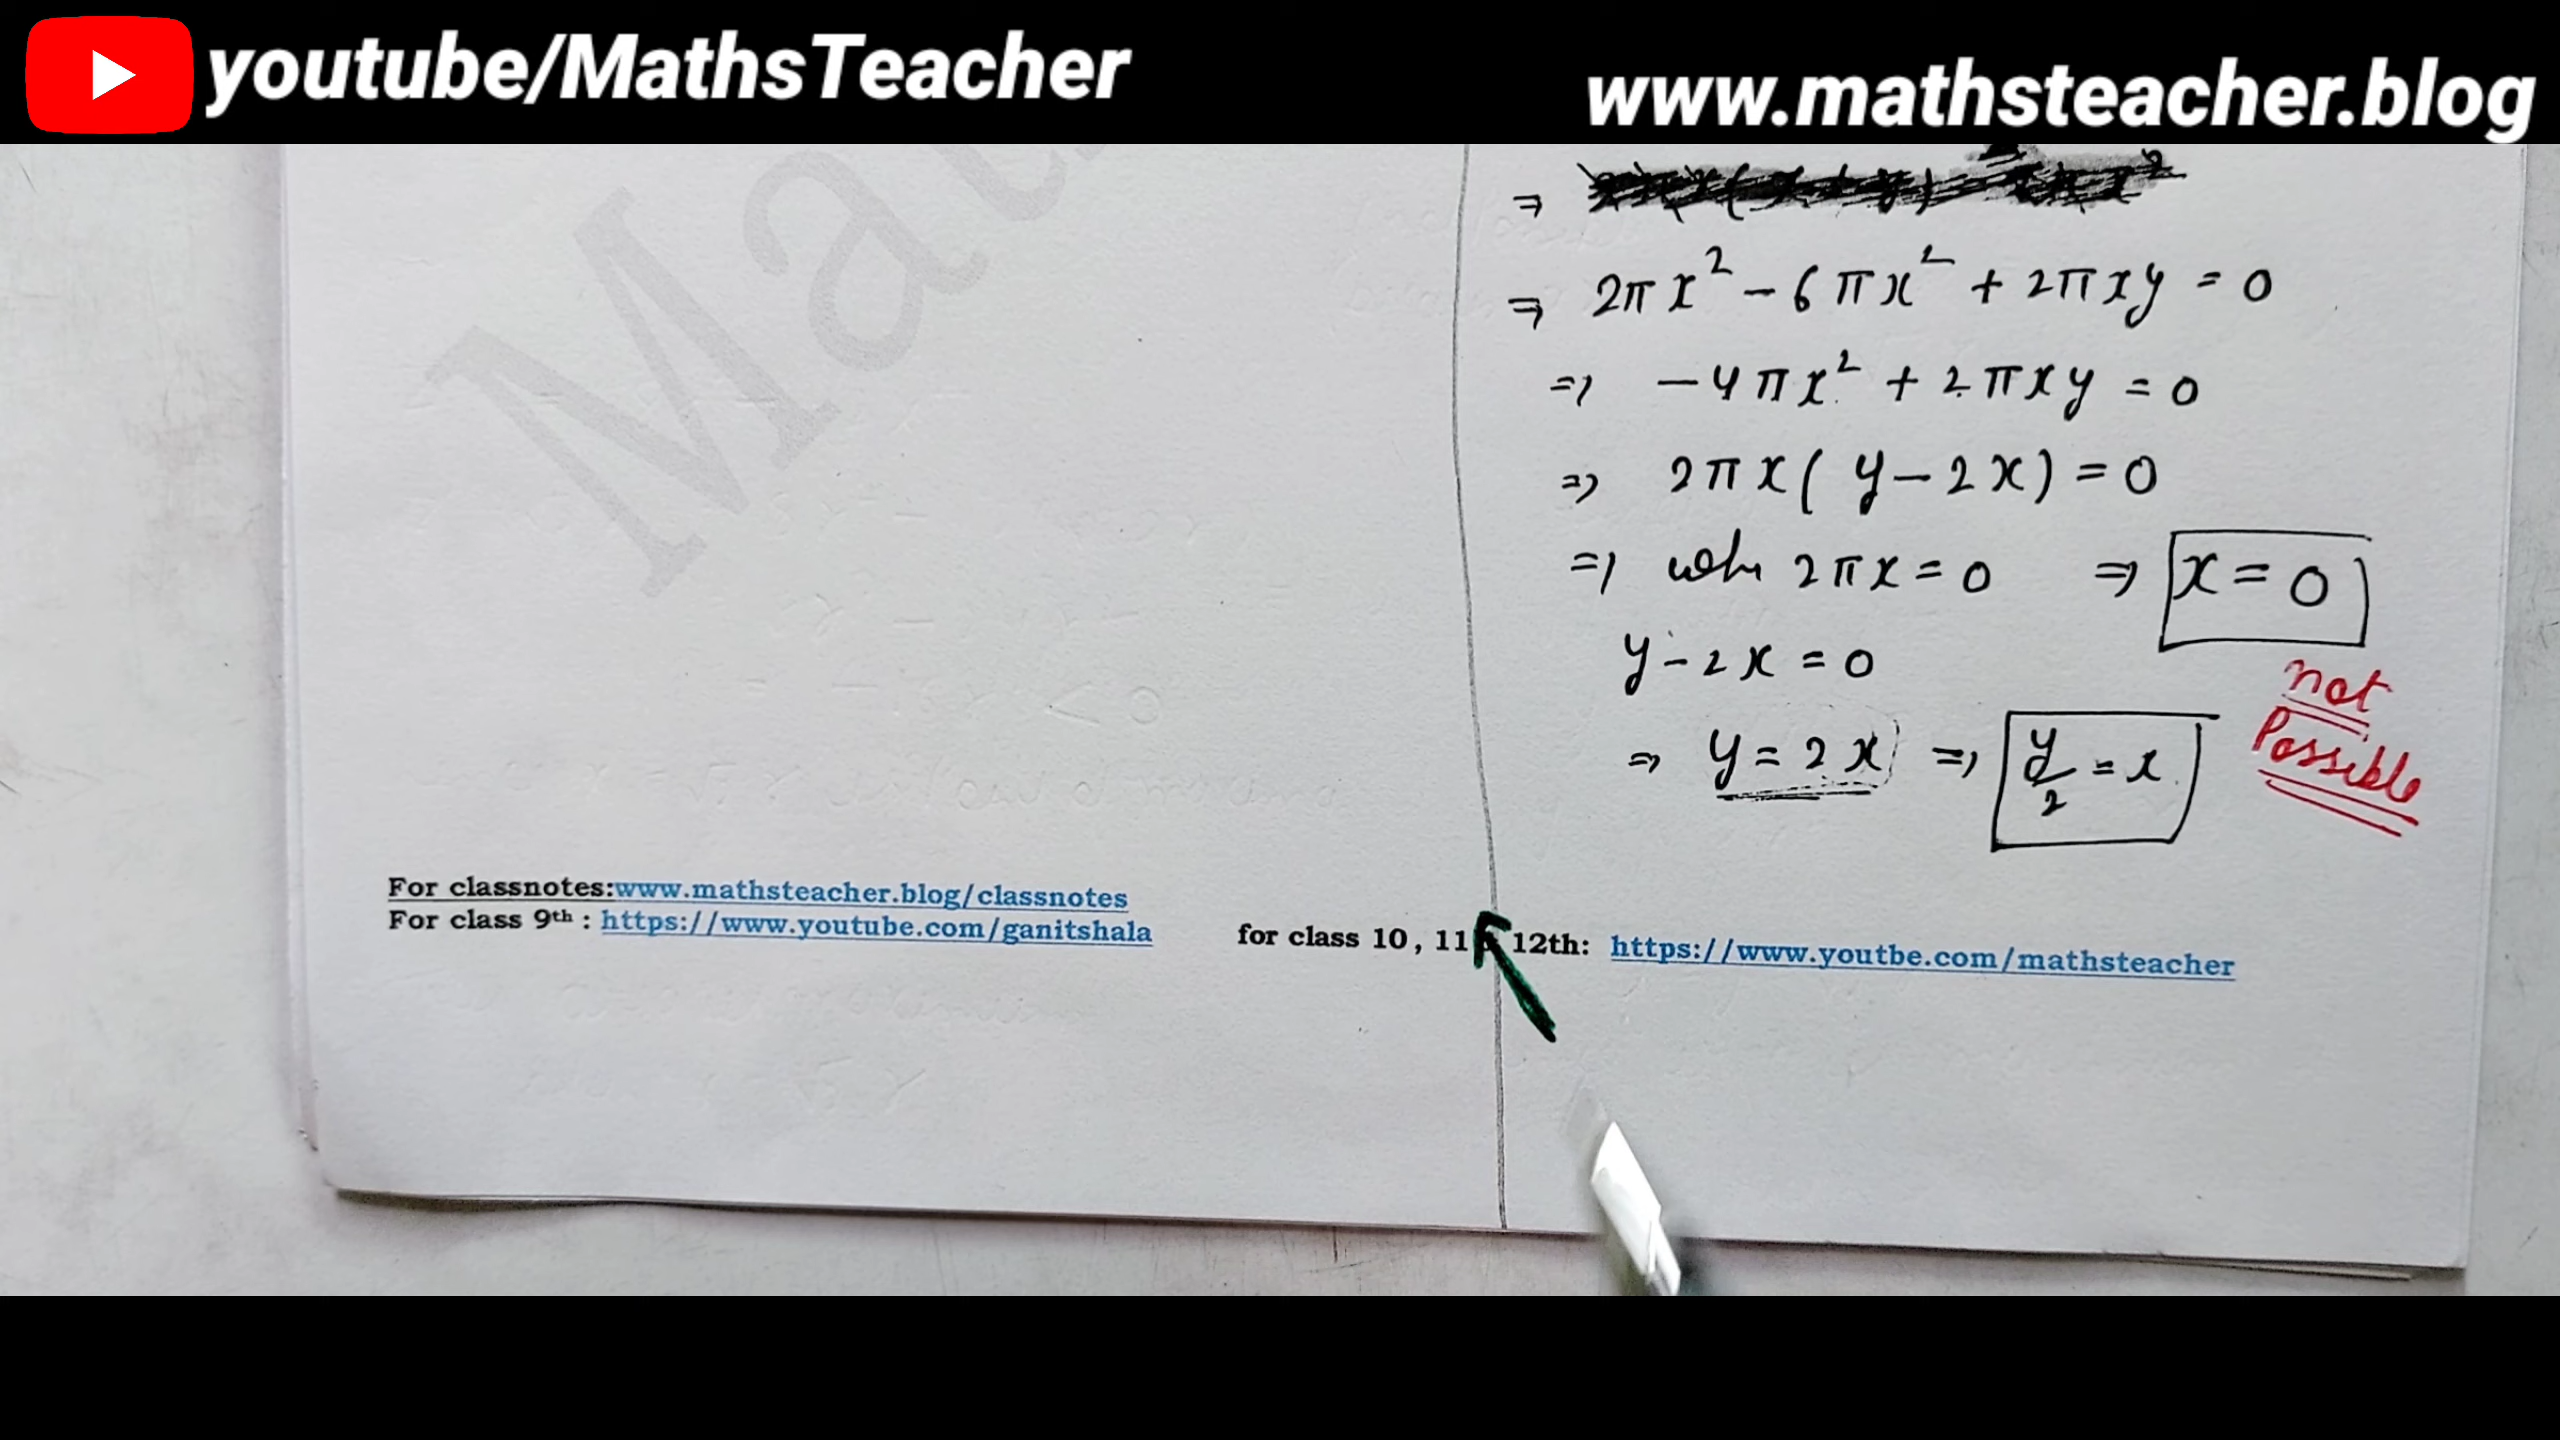 youtube/MathsTeacher
www.mathsteacher.blog
Mat
⇒
⇒ 2πx² - 6πx² + 2πxy = 0
⇒ -4πx² + 2πxy = 0
⇒ 2πx( y - 2x) = 0
⇒ 2πx = 0 ⇒ x = 0
y - 2x = 0
not
Possible
⇒ y = 2x ⇒ y/2 = x
For classnotes:www.mathsteacher.blog/classnotes
For class 9th : https://www.youtube.com/ganitshala
for class 10, 11 12th: https://www.youtbe.com/mathsteacher